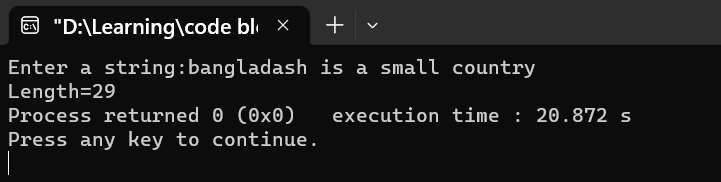 "D:\Learning\code bl
Enter a string:bangladash is a small country
Length=29
Process returned 0 (0x0)   execution time : 20.872 s
Press any key to continue.